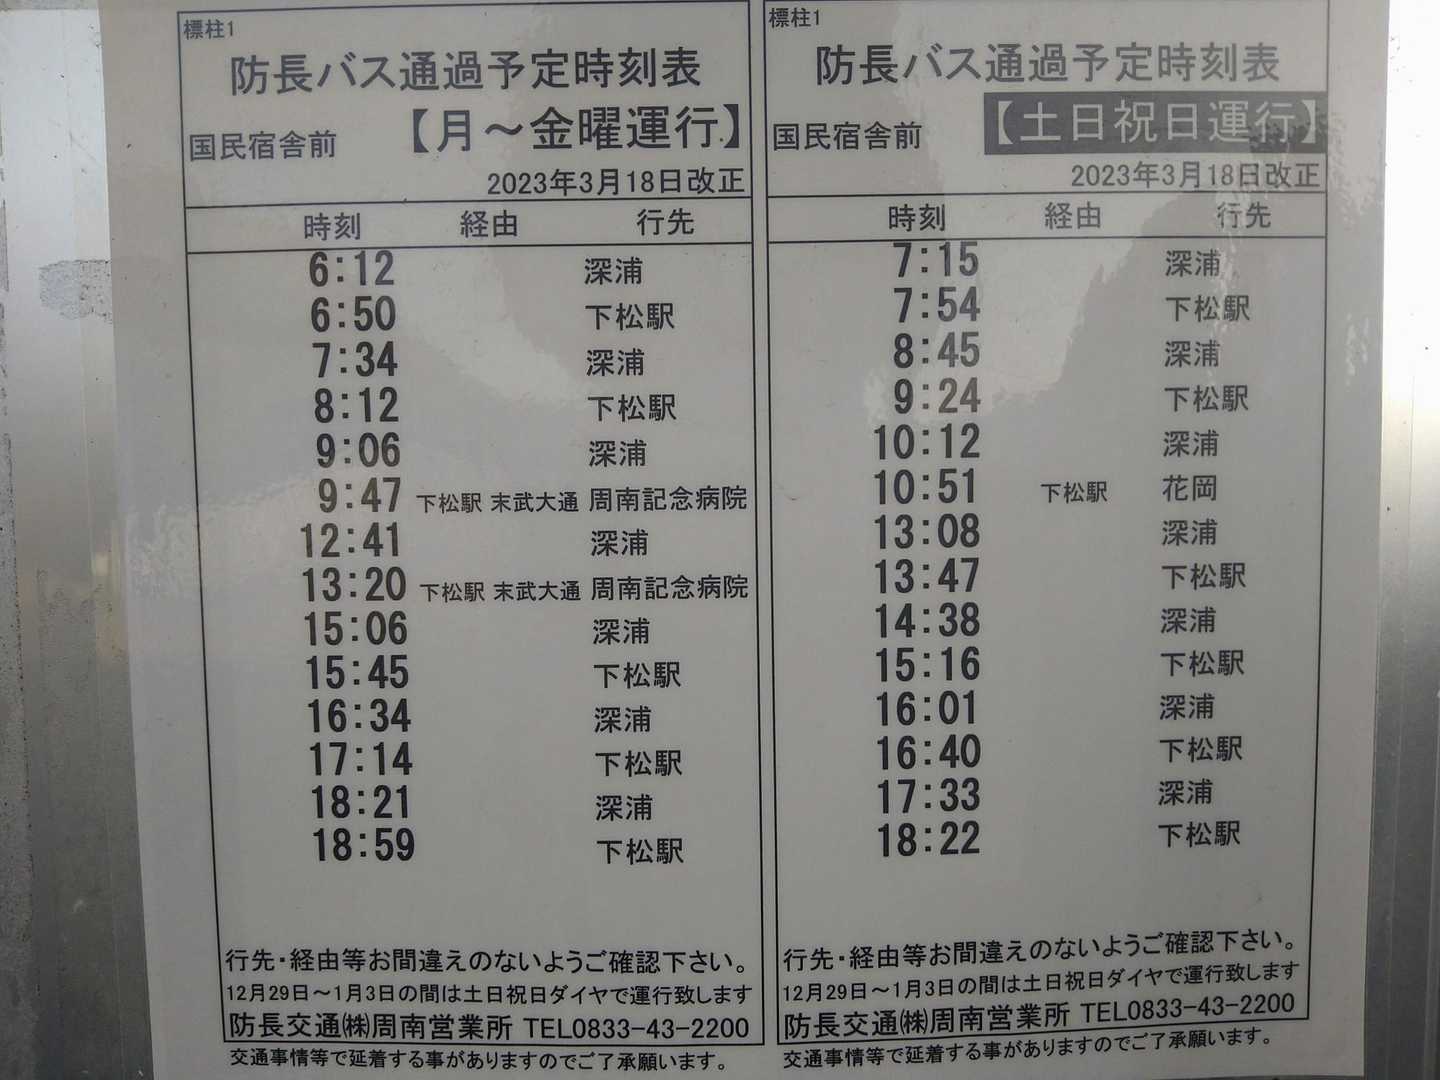 標柱1
防長バス通過予定時刻表
国民宿舎前 【月～金曜運行】
2023年3月18日改正
時刻 経由 行先
6:12 深浦
6:50 下松駅
7:34 深浦
8:12 下松駅
9:06 深浦
9:47 下松駅 末武大通 周南記念病院
12:41 深浦
13:20 下松駅 末武大通 周南記念病院
15:06 深浦
15:45 下松駅
16:34 深浦
17:14 下松駅
18:21 深浦
18:59 下松駅
行先・経由等お間違えのないようご確認下さい。
12月29日～1月3日の間は土日祝日ダイヤで運行致します
防長交通㈱周南営業所 TEL0833-43-2200
交通事情等で延着する事がありますのでご了承願います。
標柱1
防長バス通過予定時刻表
国民宿舎前 【土日祝日運行】
2023年3月18日改正
時刻 経由 行先
7:15 深浦
7:54 下松駅
8:45 深浦
9:24 下松駅
10:12 深浦
10:51 下松駅 花岡
13:08 深浦
13:47 下松駅
14:38 深浦
15:16 下松駅
16:01 深浦
16:40 下松駅
17:33 深浦
18:22 下松駅
行先・経由等お間違えのないようご確認下さい。
12月29日～1月3日の間は土日祝日ダイヤで運行致します
防長交通㈱周南営業所 TEL0833-43-2200
交通事情等で延着する事がありますのでご了承願います。